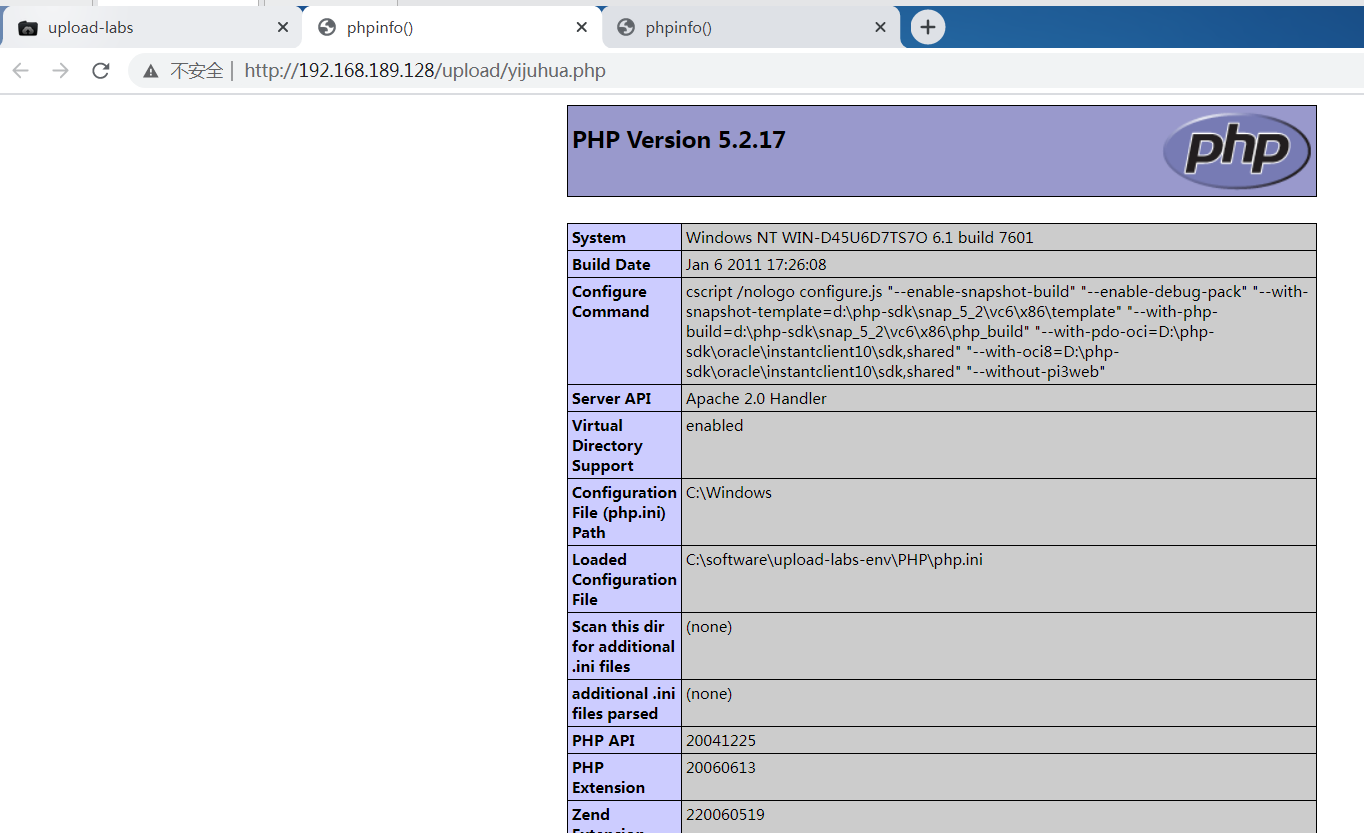 upload-labs
phpinfo()
phpinfo()
不安全 | http://192.168.189.128/upload/yijuhua.php
PHP Version 5.2.17
php
System
Windows NT WIN-D45U6D7TS7O 6.1 build 7601
Build Date
Jan 6 2011 17:26:08
Configure
Command
cscript /nologo configure.js "--enable-snapshot-build" "--enable-debug-pack" "--with-
snapshot-template=d:\php-sdk\snap_5_2\vc6\x86\template" "--with-php-
build=d:\php-sdk\snap_5_2\vc6\x86\php_build" "--with-pdo-oci=D:\php-
sdk\oracle\instantclient10\sdk,shared" "--with-oci8=D:\php-
sdk\oracle\instantclient10\sdk,shared" "--without-pi3web"
Server API
Apache 2.0 Handler
Virtual
Directory
Support
enabled
Configuration
File (php.ini)
Path
C:\Windows
Loaded
Configuration
File
C:\software\upload-labs-env\PHP\php.ini
Scan this dir
for additional
.ini files
(none)
additional .ini
files parsed
(none)
PHP API
20041225
PHP
Extension
20060613
Zend
Extension
220060519